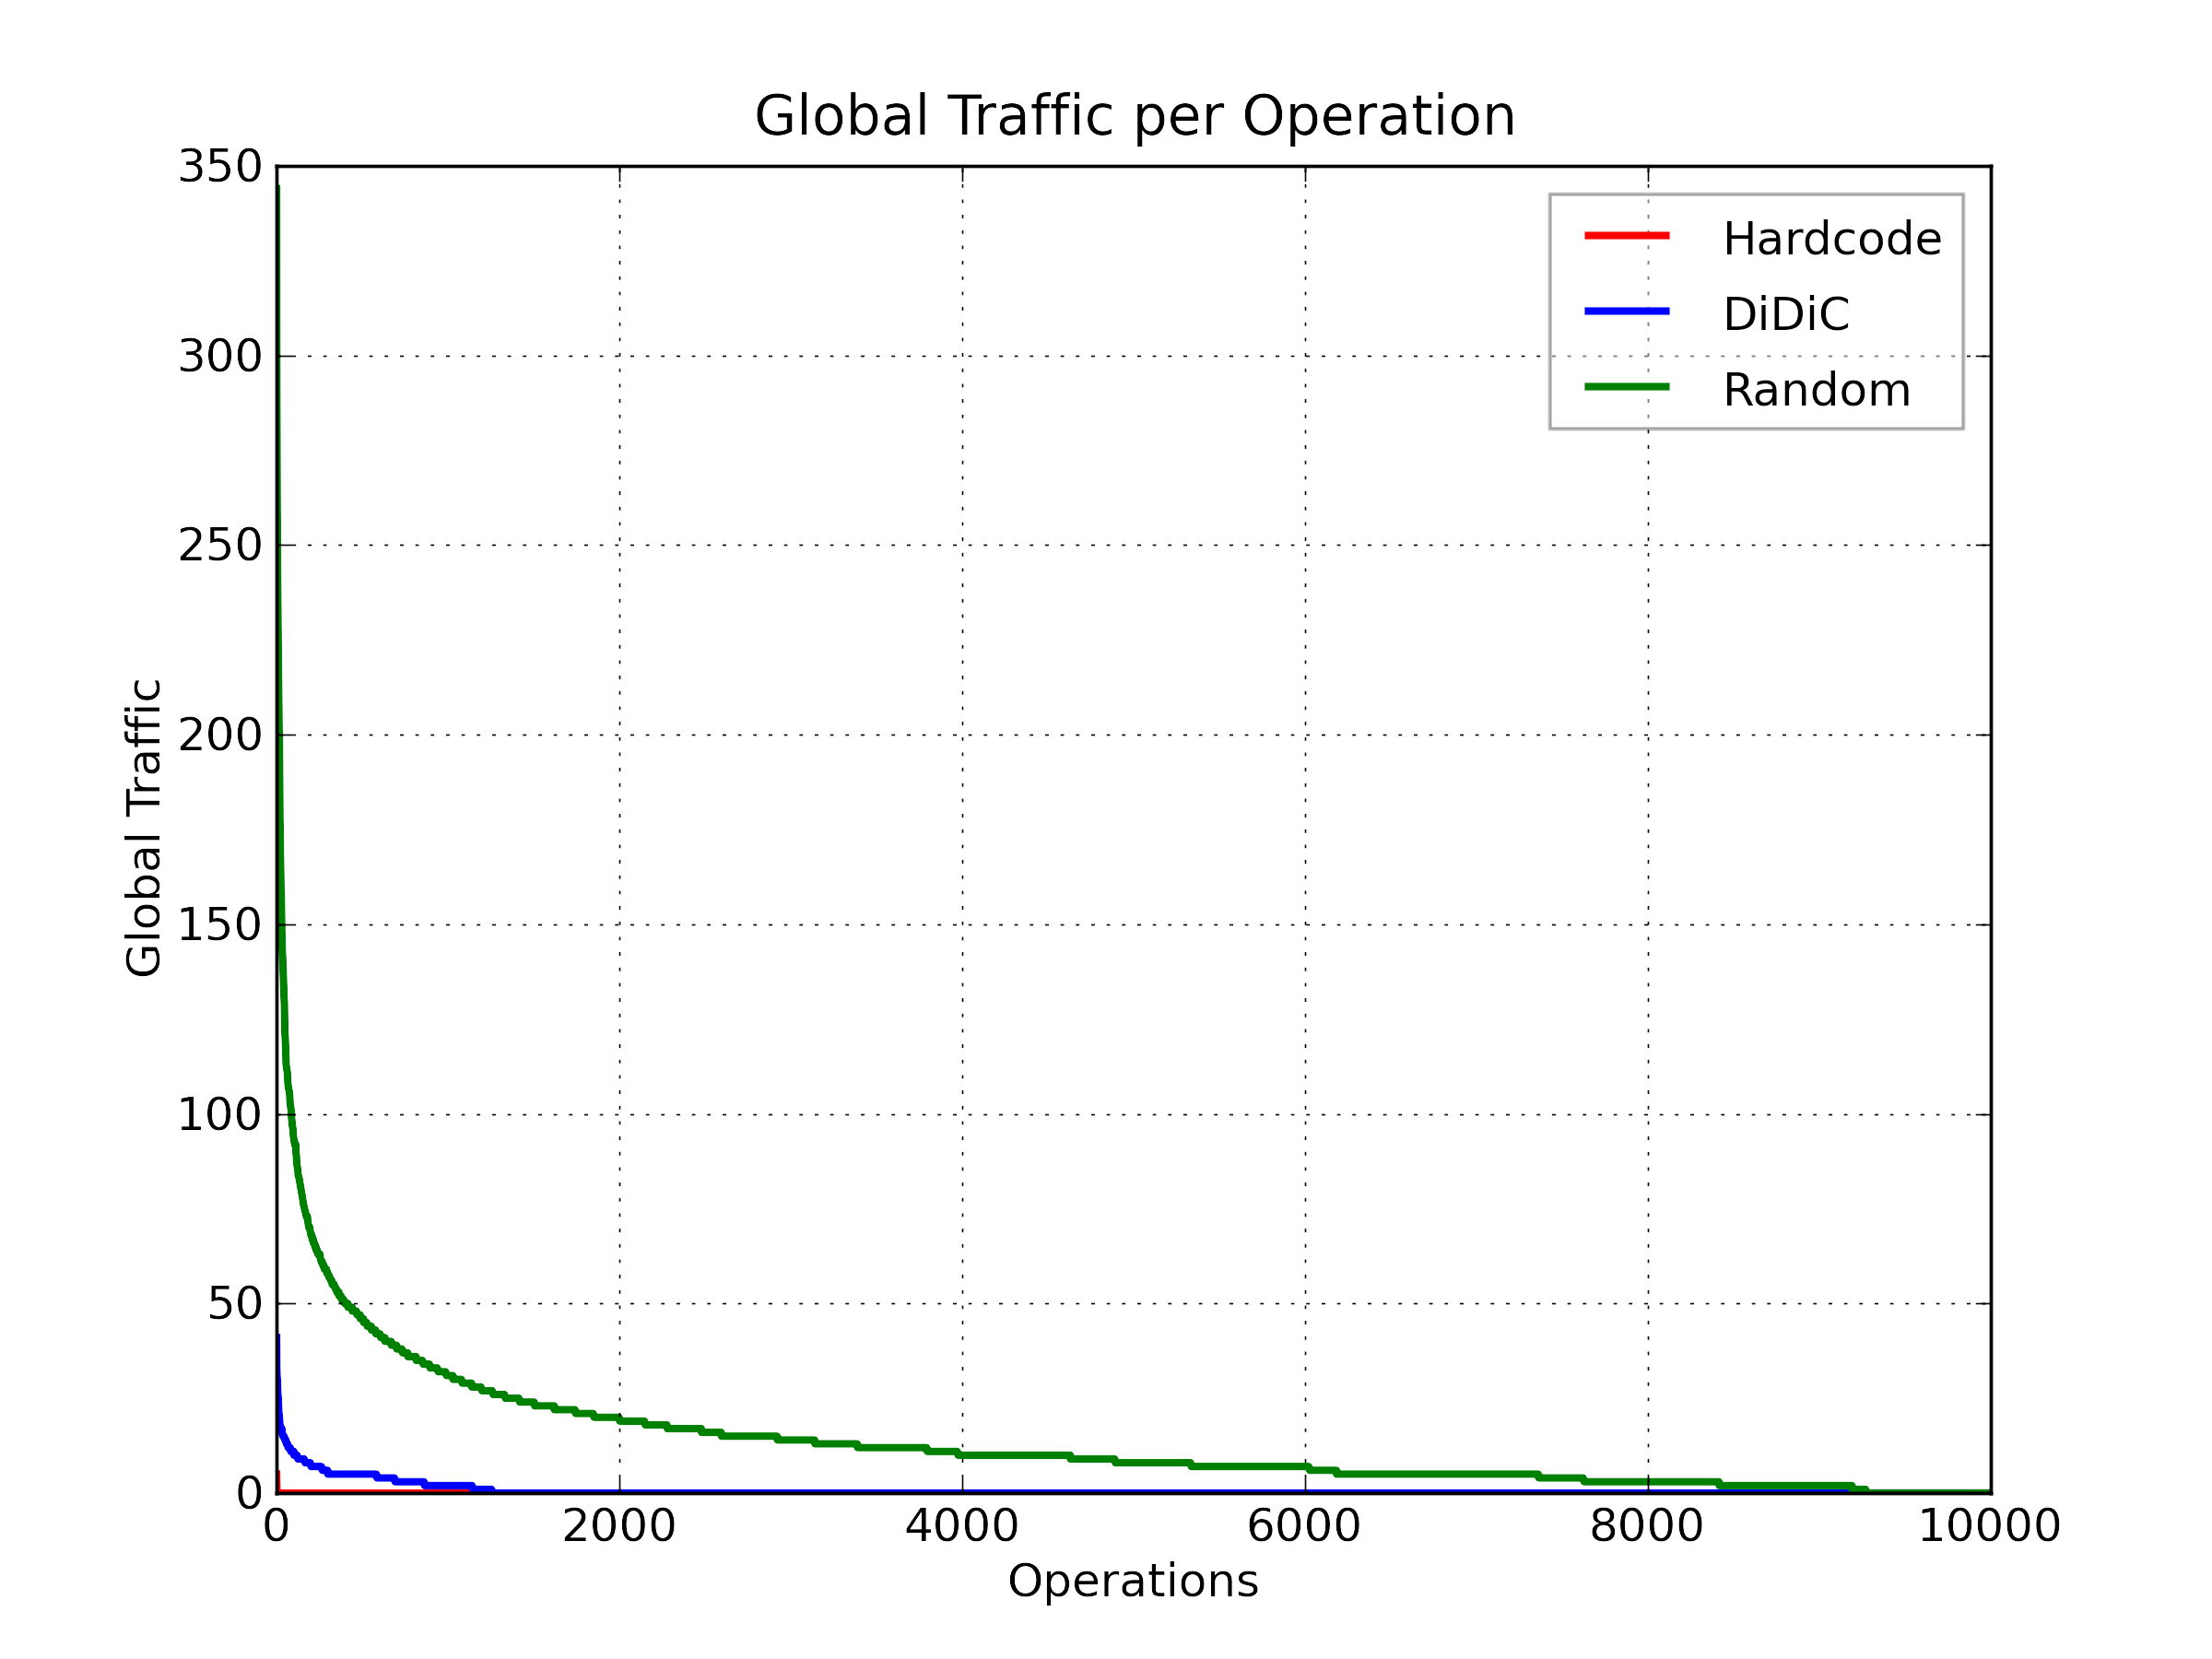 Global Traffic per Operation
350
300
250
200
150
100
50
0
Global Traffic
Hardcode
DiDiC
Random
0 2000 4000 6000 8000 10000
Operations